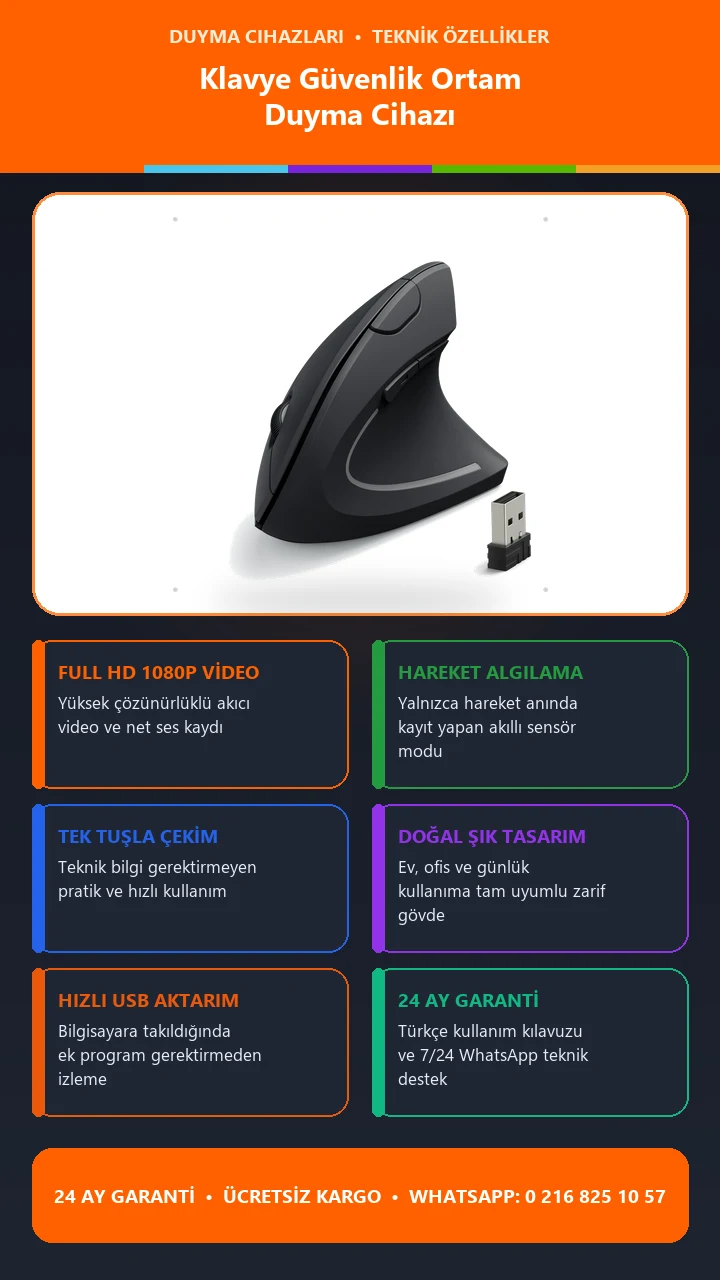 DUYMA CIHAZLARI • TEKNİK ÖZELLİKLER
Klavye Güvenlik Ortam
Duyma Cihazı
FULL HD 1080P VİDEO
Yüksek çözünürlüklü akıcı
video ve net ses kaydı
HAREKET ALGILAMA
Yalnızca hareket anında
kayıt yapan akıllı sensör
modu
TEK TUŞLA ÇEKİM
Teknik bilgi gerektirmeyen
pratik ve hızlı kullanım
DOĞAL ŞIK TASARIM
Ev, ofis ve günlük
kullanıma tam uyumlu zarif
gövde
HIZLI USB AKTARIM
Bilgisayara takıldığında
ek program gerektirmeden
izleme
24 AY GARANTİ
Türkçe kullanım kılavuzu
ve 7/24 WhatsApp teknik
destek
24 AY GARANTİ • ÜCRETSİZ KARGO • WHATSAPP: 0 216 825 10 57